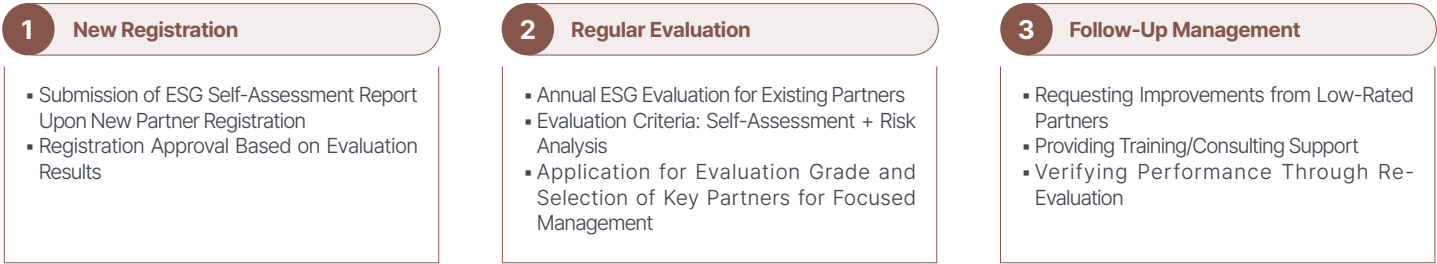 1 New Registration
▪ Submission of ESG Self-Assessment Report
Upon New Partner Registration
▪ Registration Approval Based on Evaluation
Results
2 Regular Evaluation
▪ Annual ESG Evaluation for Existing Partners
▪ Evaluation Criteria: Self-Assessment + Risk
Analysis
▪ Application for Evaluation Grade and
Selection of Key Partners for Focused
Management
3 Follow-Up Management
▪ Requesting Improvements from Low-Rated
Partners
▪ Providing Training/Consulting Support
▪ Verifying Performance Through Re-
Evaluation